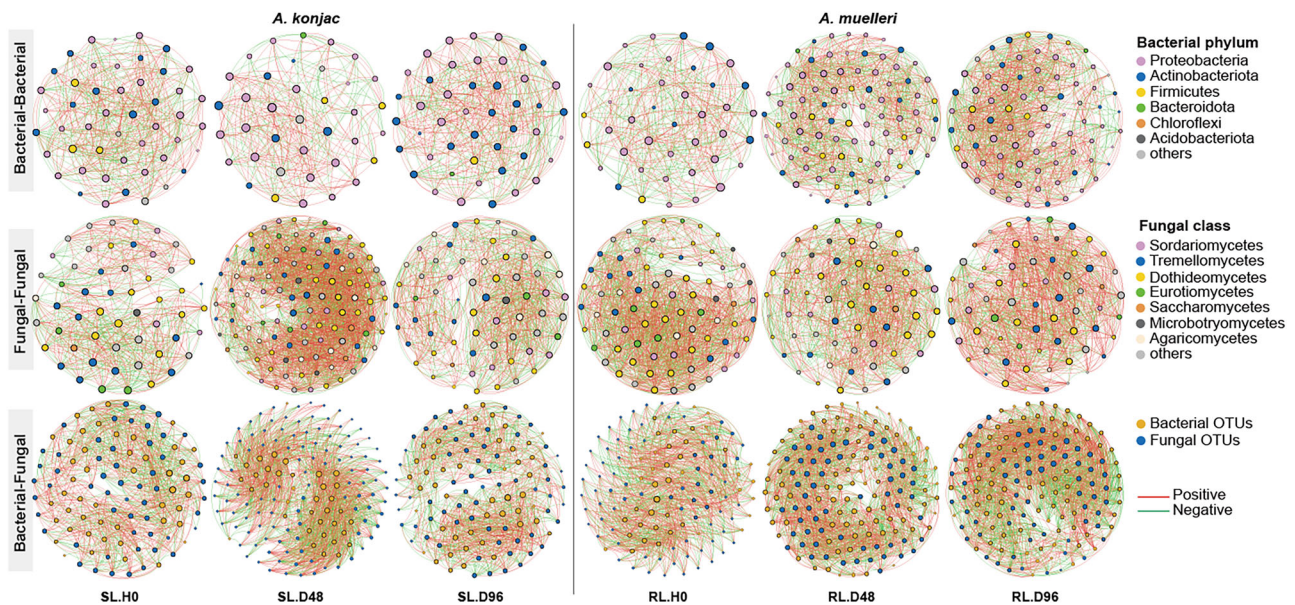 A. konjac
A. muelleri
Bacterial-Bacterial
Bacterial phylum
Proteobacteria
Actinobacteriota
Firmicutes
Bacteroidota
Chloroflexi
Acidobacteriota
others
Fungal-Fungal
Fungal class
Sordariomycetes
Tremellomycetes
Dothideomycetes
Eurotiomycetes
Saccharomycetes
Microbotryomycetes
Agaricomycetes
others
Bacterial-Fungal
Bacterial OTUs
Fungal OTUs
Positive
Negative
SL.H0
SL.D48
SL.D96
RL.H0
RL.D48
RL.D96